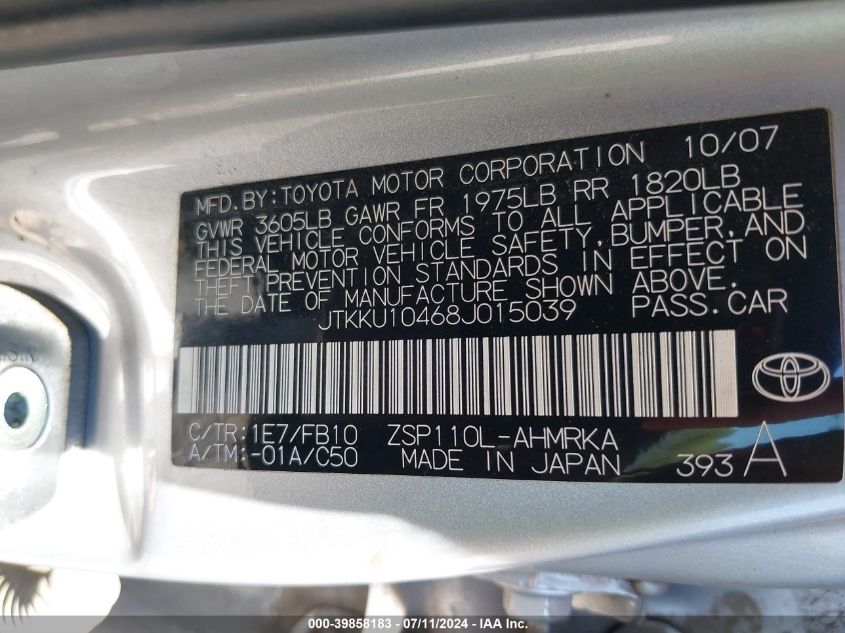 MFD. BY: TOYOTA MOTOR CORPORATION 10/07
GVWR 3605LB GAWR FR 1975LB RR 1820LB
THIS VEHICLE CONFORMS TO ALL APPLICABLE
FEDERAL MOTOR VEHICLE SAFETY, BUMPER, AND
THEFT PREVENTION STANDARDS IN EFFECT ON
THE DATE OF MANUFACTURE SHOWN ABOVE.
JTKKU10468J015039 PASS. CAR
C/TR: 1E7/FB10 ZSP110L-AHMRKA
A/TM: -01A/C50 MADE IN JAPAN 393 A
000-39858183 - 07/11/2024 - IAA Inc.